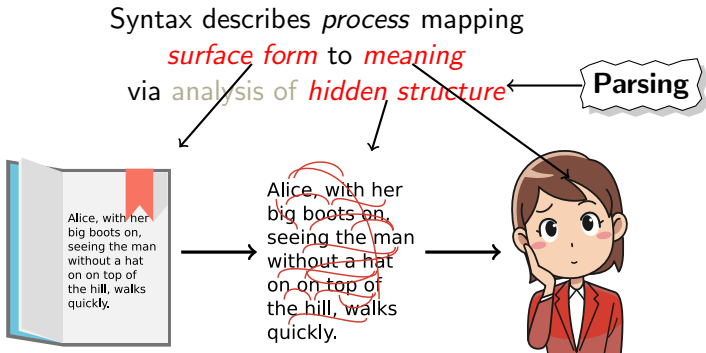 Syntax describes process mapping
surface form to meaning
via analysis of hidden structure
Parsing
Alice, with her
big boots on,
seeing the man
without a hat
on on top of
the hill, walks
quickly.
Alice, with her
big boots on,
seeing the man
without a hat
on on top of
the hill, walks
quickly.